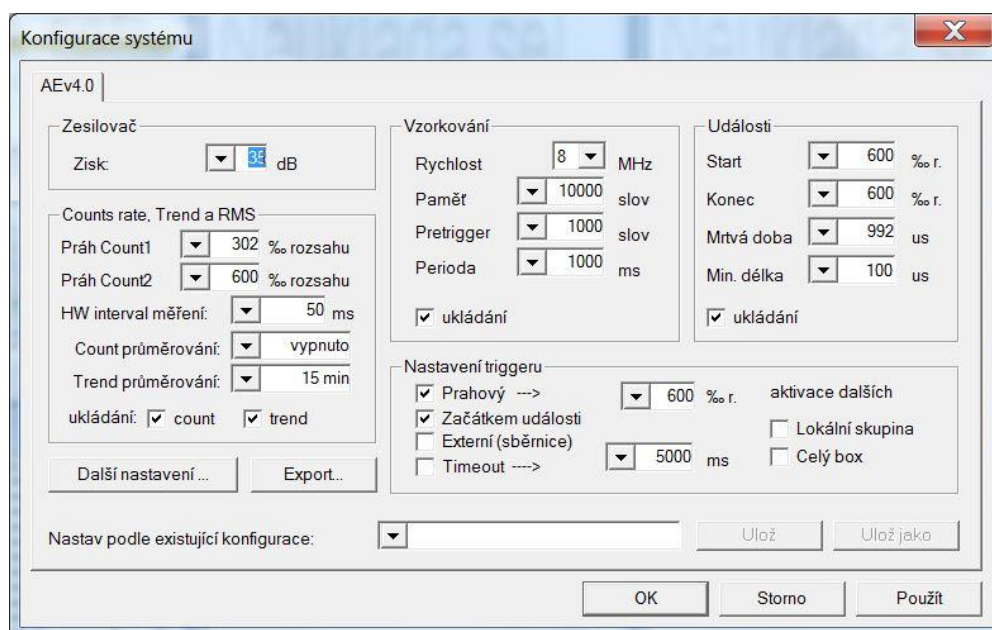 Konfigurace systému
AEv4.0
Zesilovač
Zisk: 35 dB
Counts rate, Trend a RMS
Práh Count1 302 ‰ rozsahu
Práh Count2 600 ‰ rozsahu
HW interval měření: 50 ms
Count průměrování: vypnuto
Trend průměrování: 15 min
ukládání: count trend
Další nastavení ... Export...
Vzorkování
Rychlost 8 MHz
Paměť 10000 slov
Pretrigger 1000 slov
Perioda 1000 ms
ukládání
Události
Start 600 ‰ r.
Konec 600 ‰ r.
Mrtvá doba 992 us
Min. délka 100 us
ukládání
Nastavení triggeru
Prahový ---> 600 ‰ r.
Začátkem události
Externí (sběrnice)
Timeout ----> 5000 ms
aktivace dalších
Lokální skupina
Celý box
Nastav podle existující konfigurace:
Ulož Ulož jako
OK Storno Použít